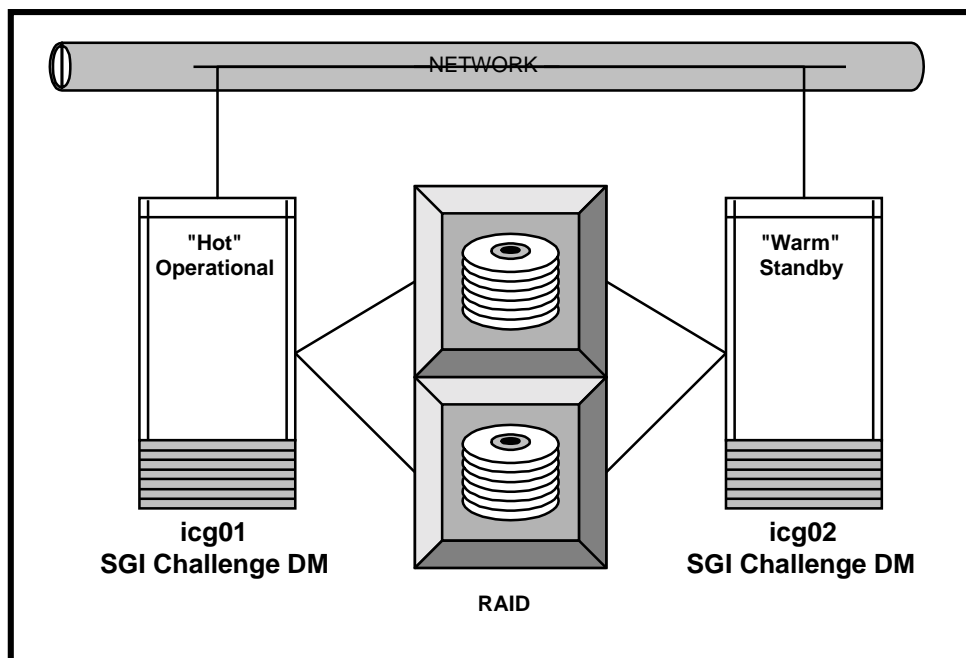 NETWORK
"Hot"
Operational
"Warm"
Standby
icg01
SGI Challenge DM
icg02
SGI Challenge DM
RAID